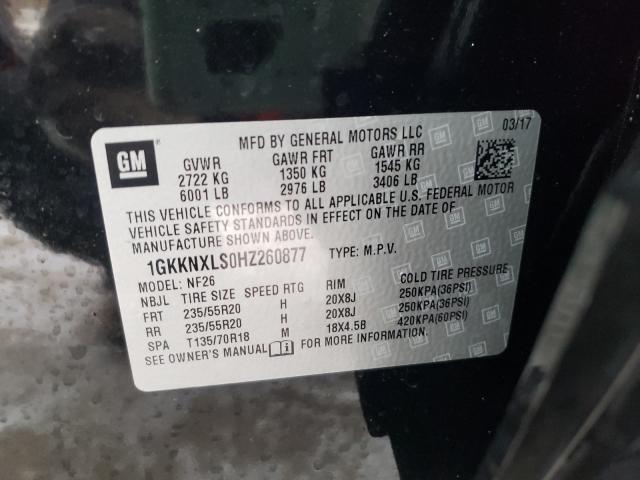 MFD BY GENERAL MOTORS LLC 03/17
GM
GVWR GAWR FRT GAWR RR
2722 KG 1350 KG 1545 KG
6001 LB 2976 LB 3406 LB
THIS VEHICLE CONFORMS TO ALL APPLICABLE U.S. FEDERAL MOTOR
VEHICLE SAFETY STANDARDS IN EFFECT ON THE DATE OF
MANUFACTURE SHOWN ABOVE.
1GKKNXLS0HZ260877 TYPE: M.P.V.
MODEL: NF26
NBJL TIRE SIZE SPEED RTG RIM COLD TIRE PRESSURE
FRT 235/55R20 H 20X8J 250KPA(36PSI)
RR 235/55R20 H 20X8J 250KPA(36PSI)
SPA T135/70R18 M 18X4.5B 420KPA(60PSI)
SEE OWNER'S MANUAL FOR MORE INFORMATION.